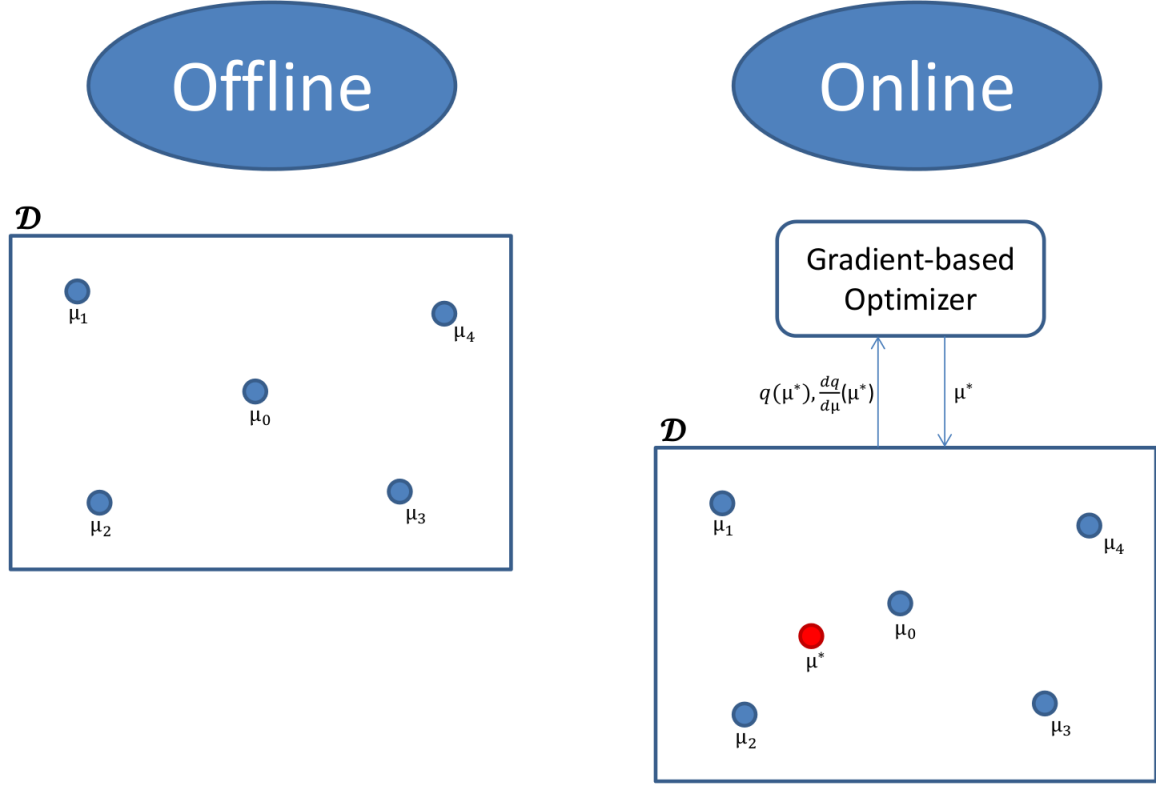 Offline
𝓓
μ₁
μ₄
μ₀
μ₂
μ₃
Online
Gradient-based
Optimizer
q(μ*), dq/dμ(μ*)
μ*
𝓓
μ₁
μ₄
μ₀
μ*
μ₂
μ₃